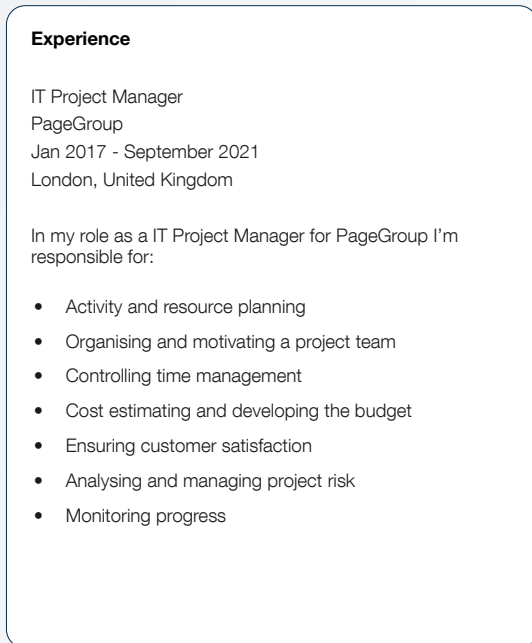 Experience
IT Project Manager
PageGroup
Jan 2017 - September 2021
London, United Kingdom
In my role as a IT Project Manager for PageGroup I’m
responsible for:
• Activity and resource planning
• Organising and motivating a project team
• Controlling time management
• Cost estimating and developing the budget
• Ensuring customer satisfaction
• Analysing and managing project risk
• Monitoring progress